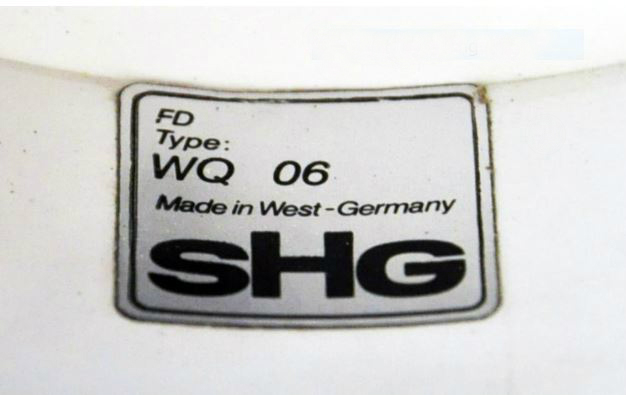 FD
Type:
WQ 06
Made in West-Germany
SHG